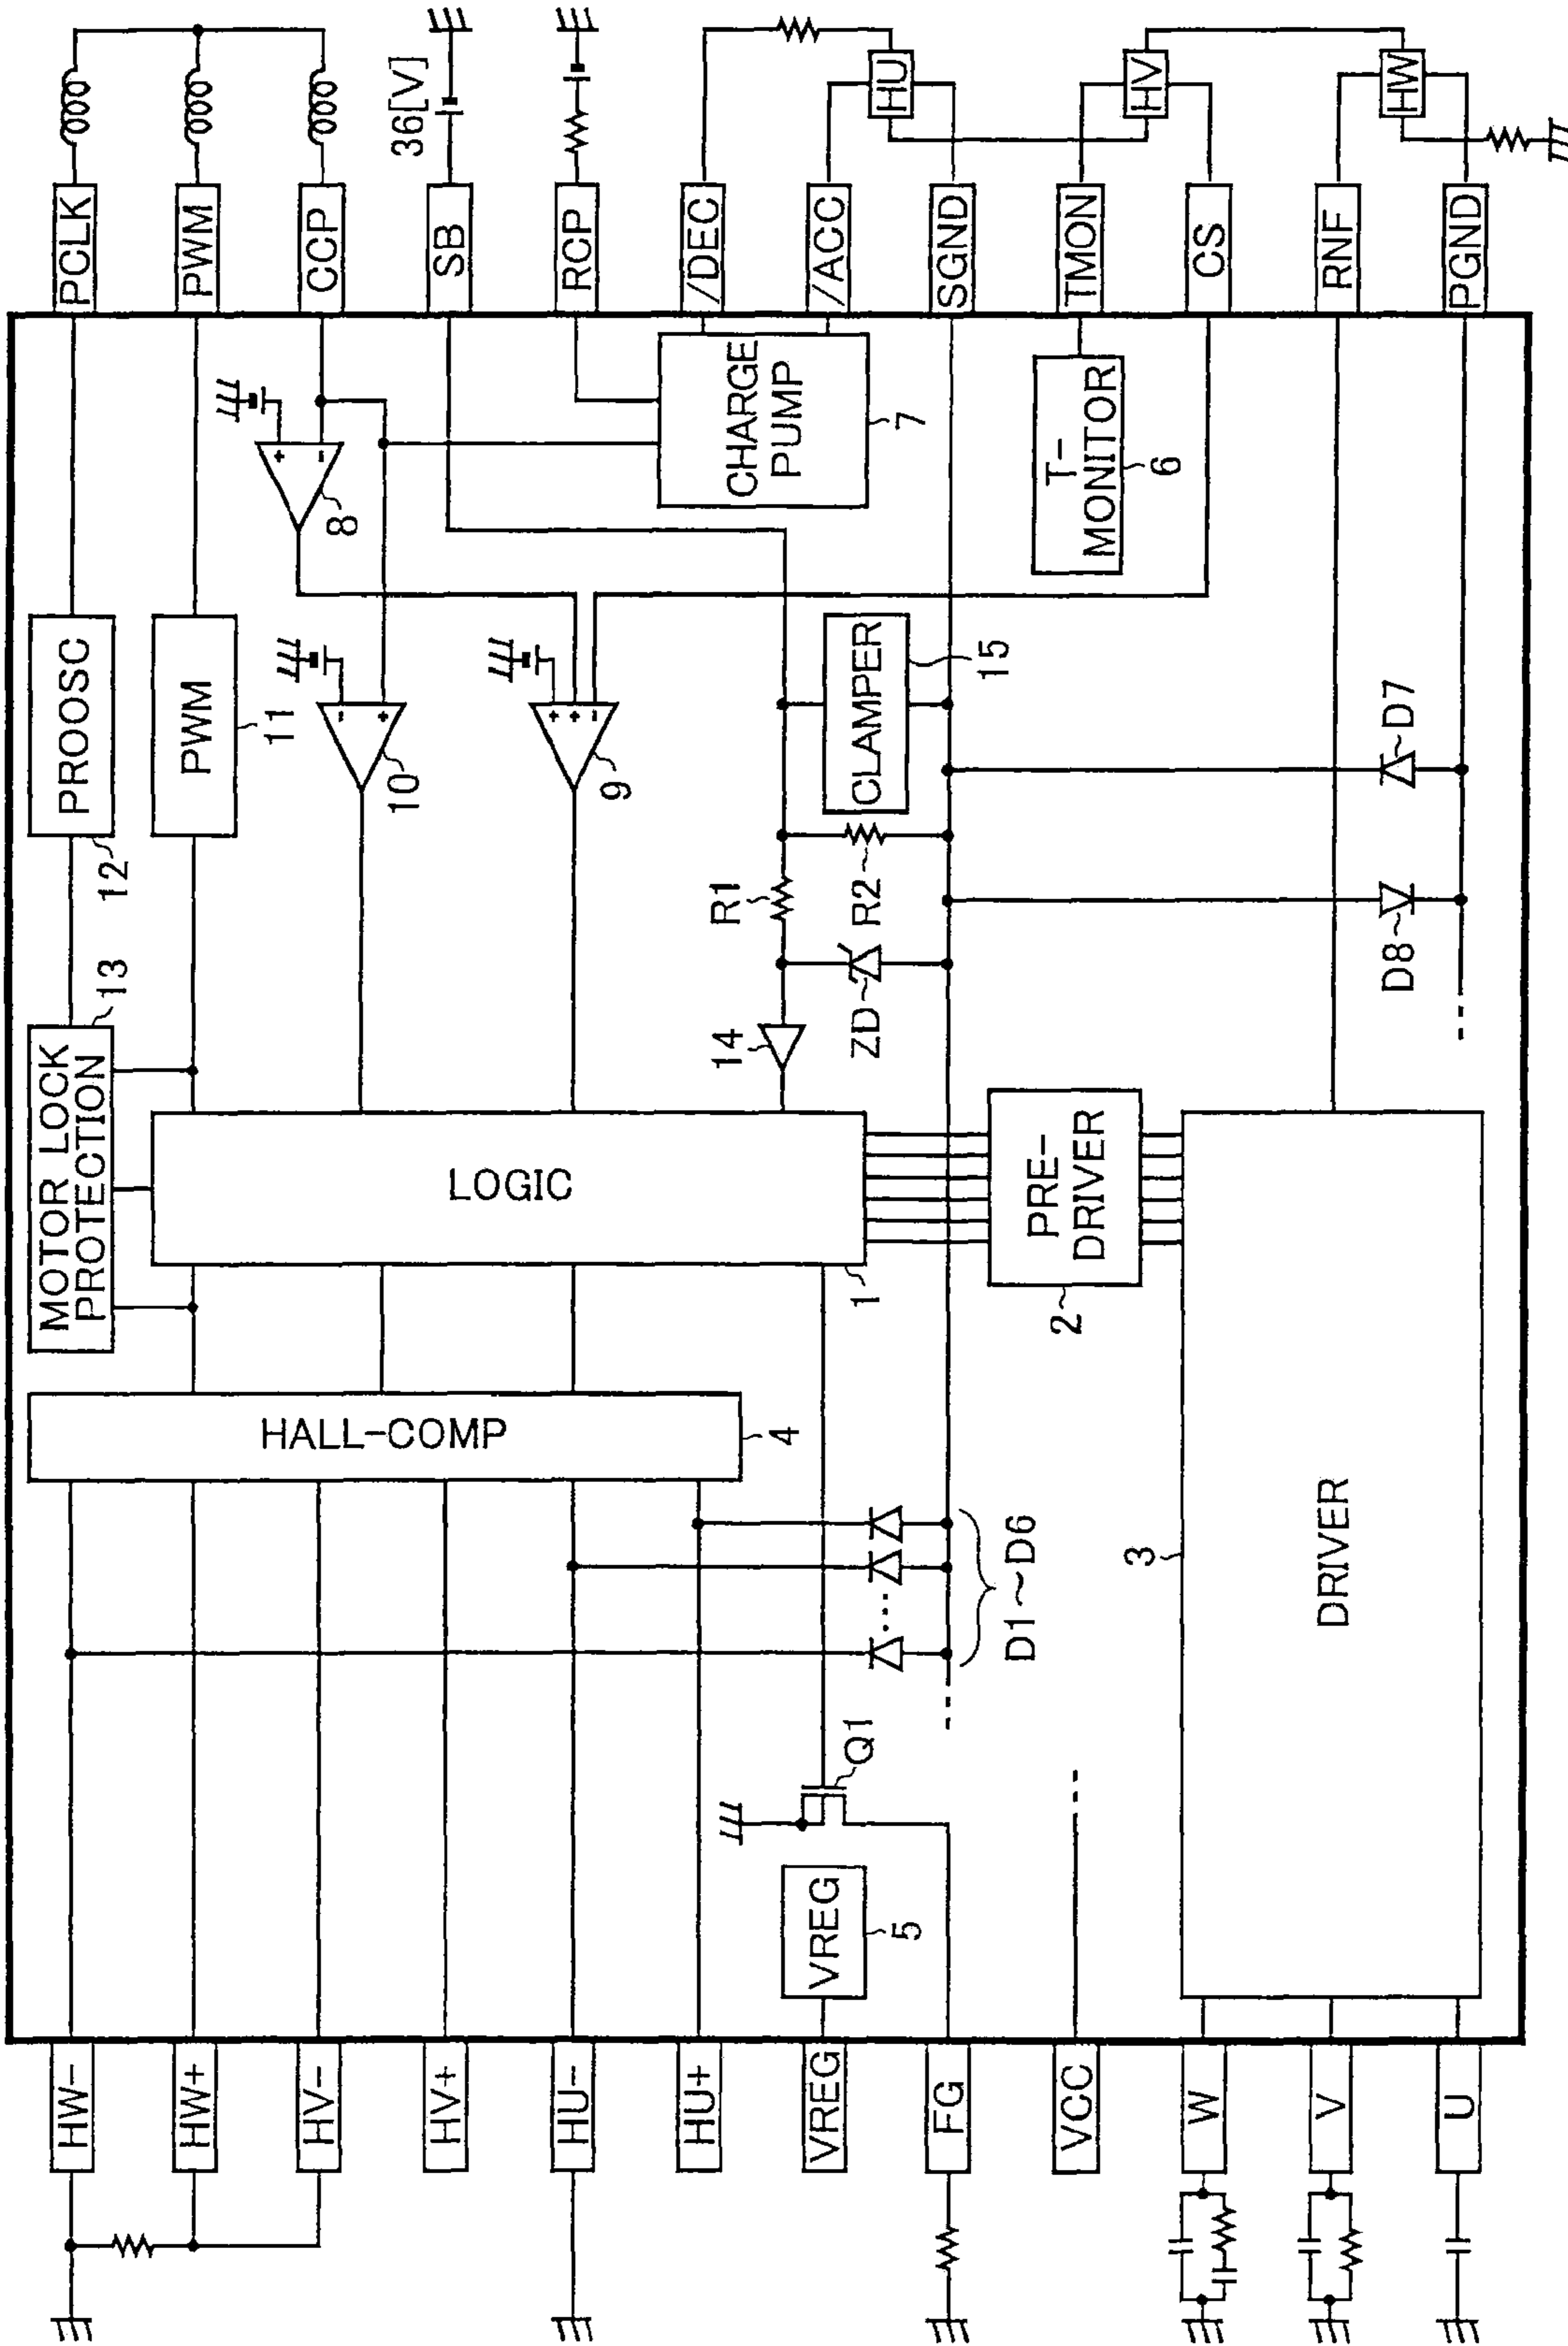 PCLK
PWM
CCP
SB
RCP
/DEC
/ACC
SGND
TMON
CS
RNF
PGND
36[V]
HU
HV
HW
PROOSC
12
PWM
11
MOTOR LOCK
PROTECTION
13
+
-
8
-
+
10
+
+
-
9
CHARGE
PUMP
7
T-
MONITOR
6
CLAMPER
15
R1
R2
ZD
14
D7
D8
LOGIC
1
PRE-
DRIVER
2
DRIVER
3
HALL-COMP
4
D1~D6
Q1
VREG
5
HW-
HW+
HV-
HV+
HU-
HU+
VREG
FG
VCC
W
V
U